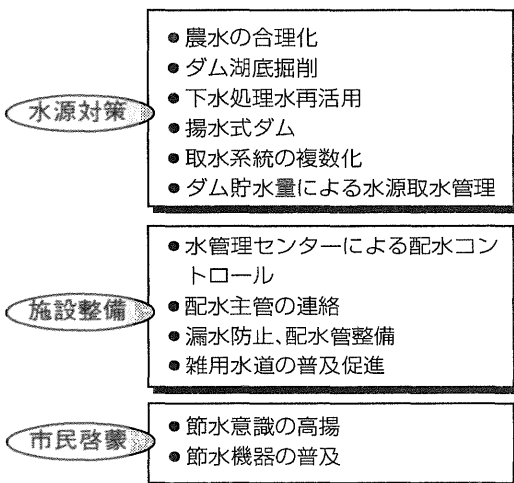 水源対策
●農水の合理化
●ダム湖底掘削
●下水処理水再活用
●揚水式ダム
●取水系統の複数化
●ダム貯水量による水源取水管理
施設整備
●水管理センターによる配水コン
トロール
●配水主管の連絡
●漏水防止、配水管整備
●雑用水道の普及促進
市民啓蒙
●節水意識の高揚
●節水機器の普及